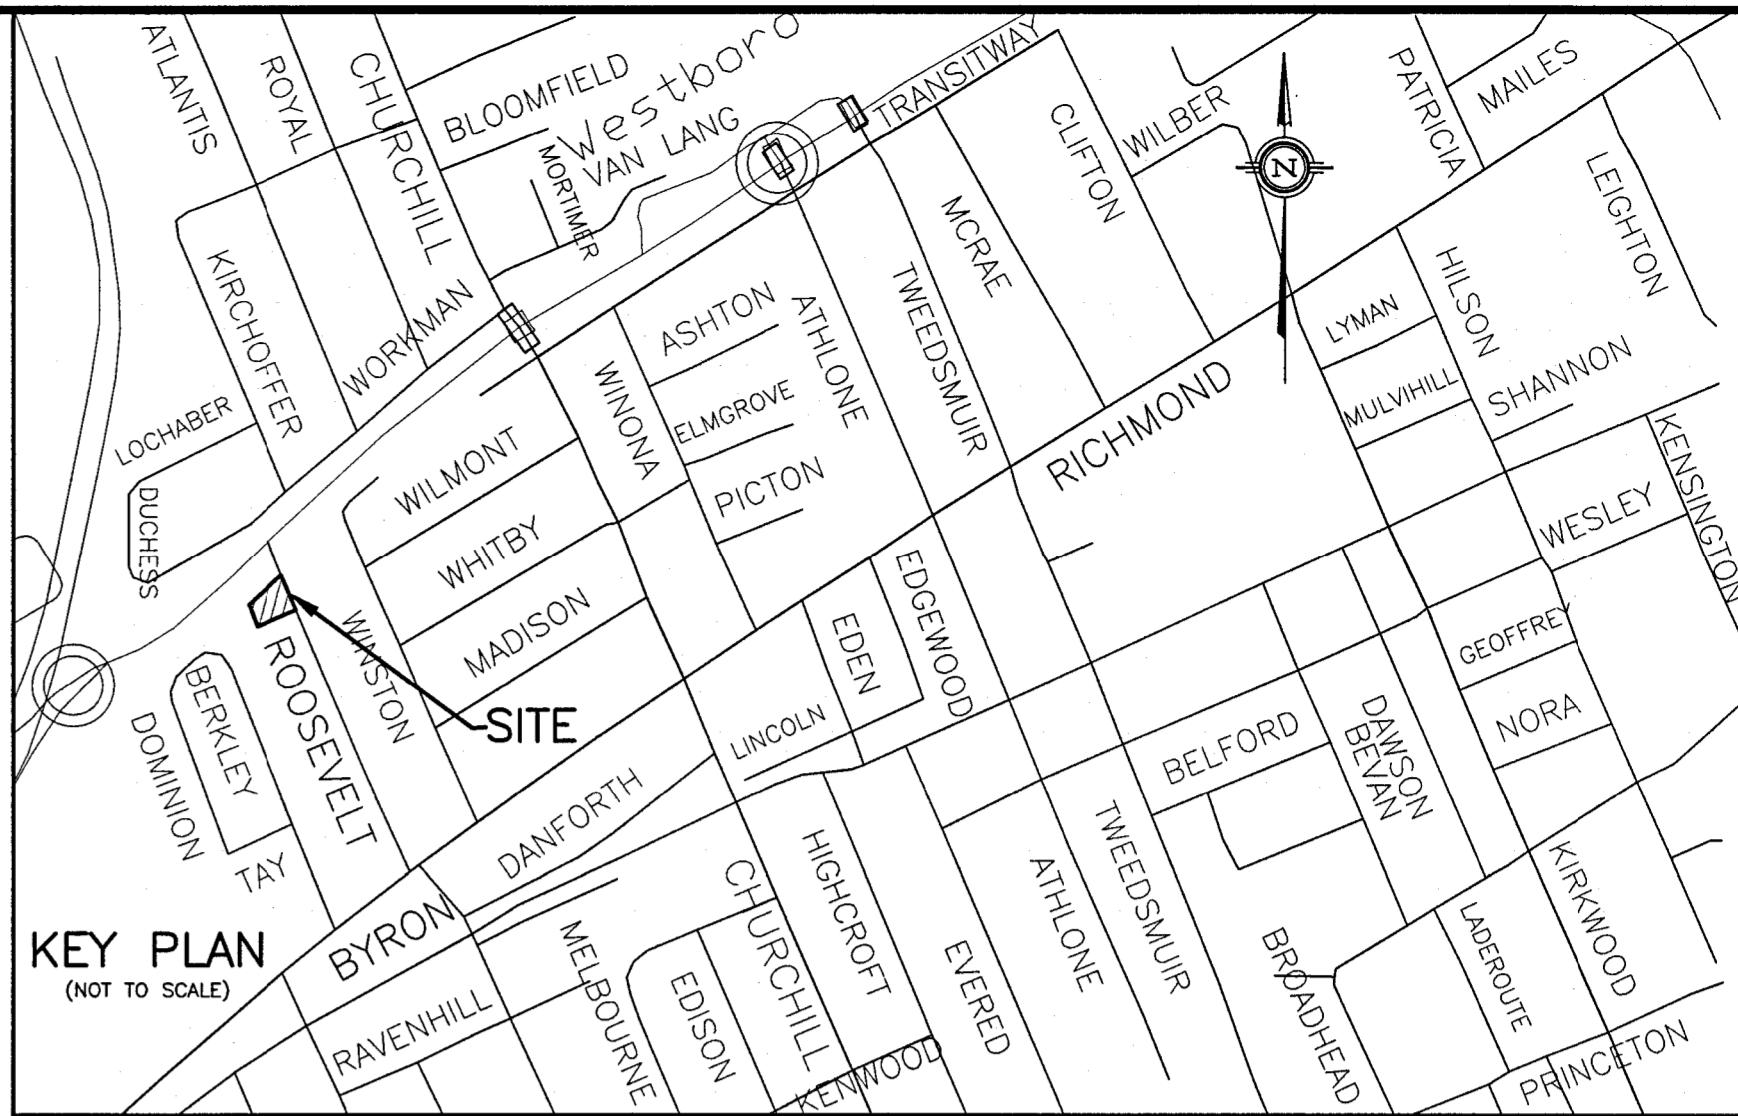 ATLANTIS
ROYAL
CHURCHILL
BLOOMFIELD
Westboro
VAN LANG
MORTIMER
TRANSITWAY
CLIFTON
WILBER
N
PATRICIA
MAILES
LEIGHTON
KIRCHOFFER
WORKMAN
LOCHABER
DUCHESS
ASHTON
ATHLONE
TWEEDSMUIR
MCRAE
WINONA
ELMGROVE
PICTON
RICHMOND
HILSON
LYMAN
MULVIHILL
SHANNON
KENSINGTON
WESLEY
WILMONT
WHITBY
MADISON
WINSTON
ROOSEVELT
SITE
BERKLEY
DOMINION
TAY
EDEN
EDGEWOOD
LINCOLN
GEOFFREY
NORA
BELFORD
DAWSON
BEVAN
DANFORTH
BYRON
KEY PLAN
(NOT TO SCALE)
RAVENHILL
MELBOURNE
EDISON
CHURCHILL
HIGHCROFT
KENWOOD
EVERED
ATHLONE
TWEEDSMUIR
BROADHEAD
LADEROUTE
KIRKWOOD
PRINCETON